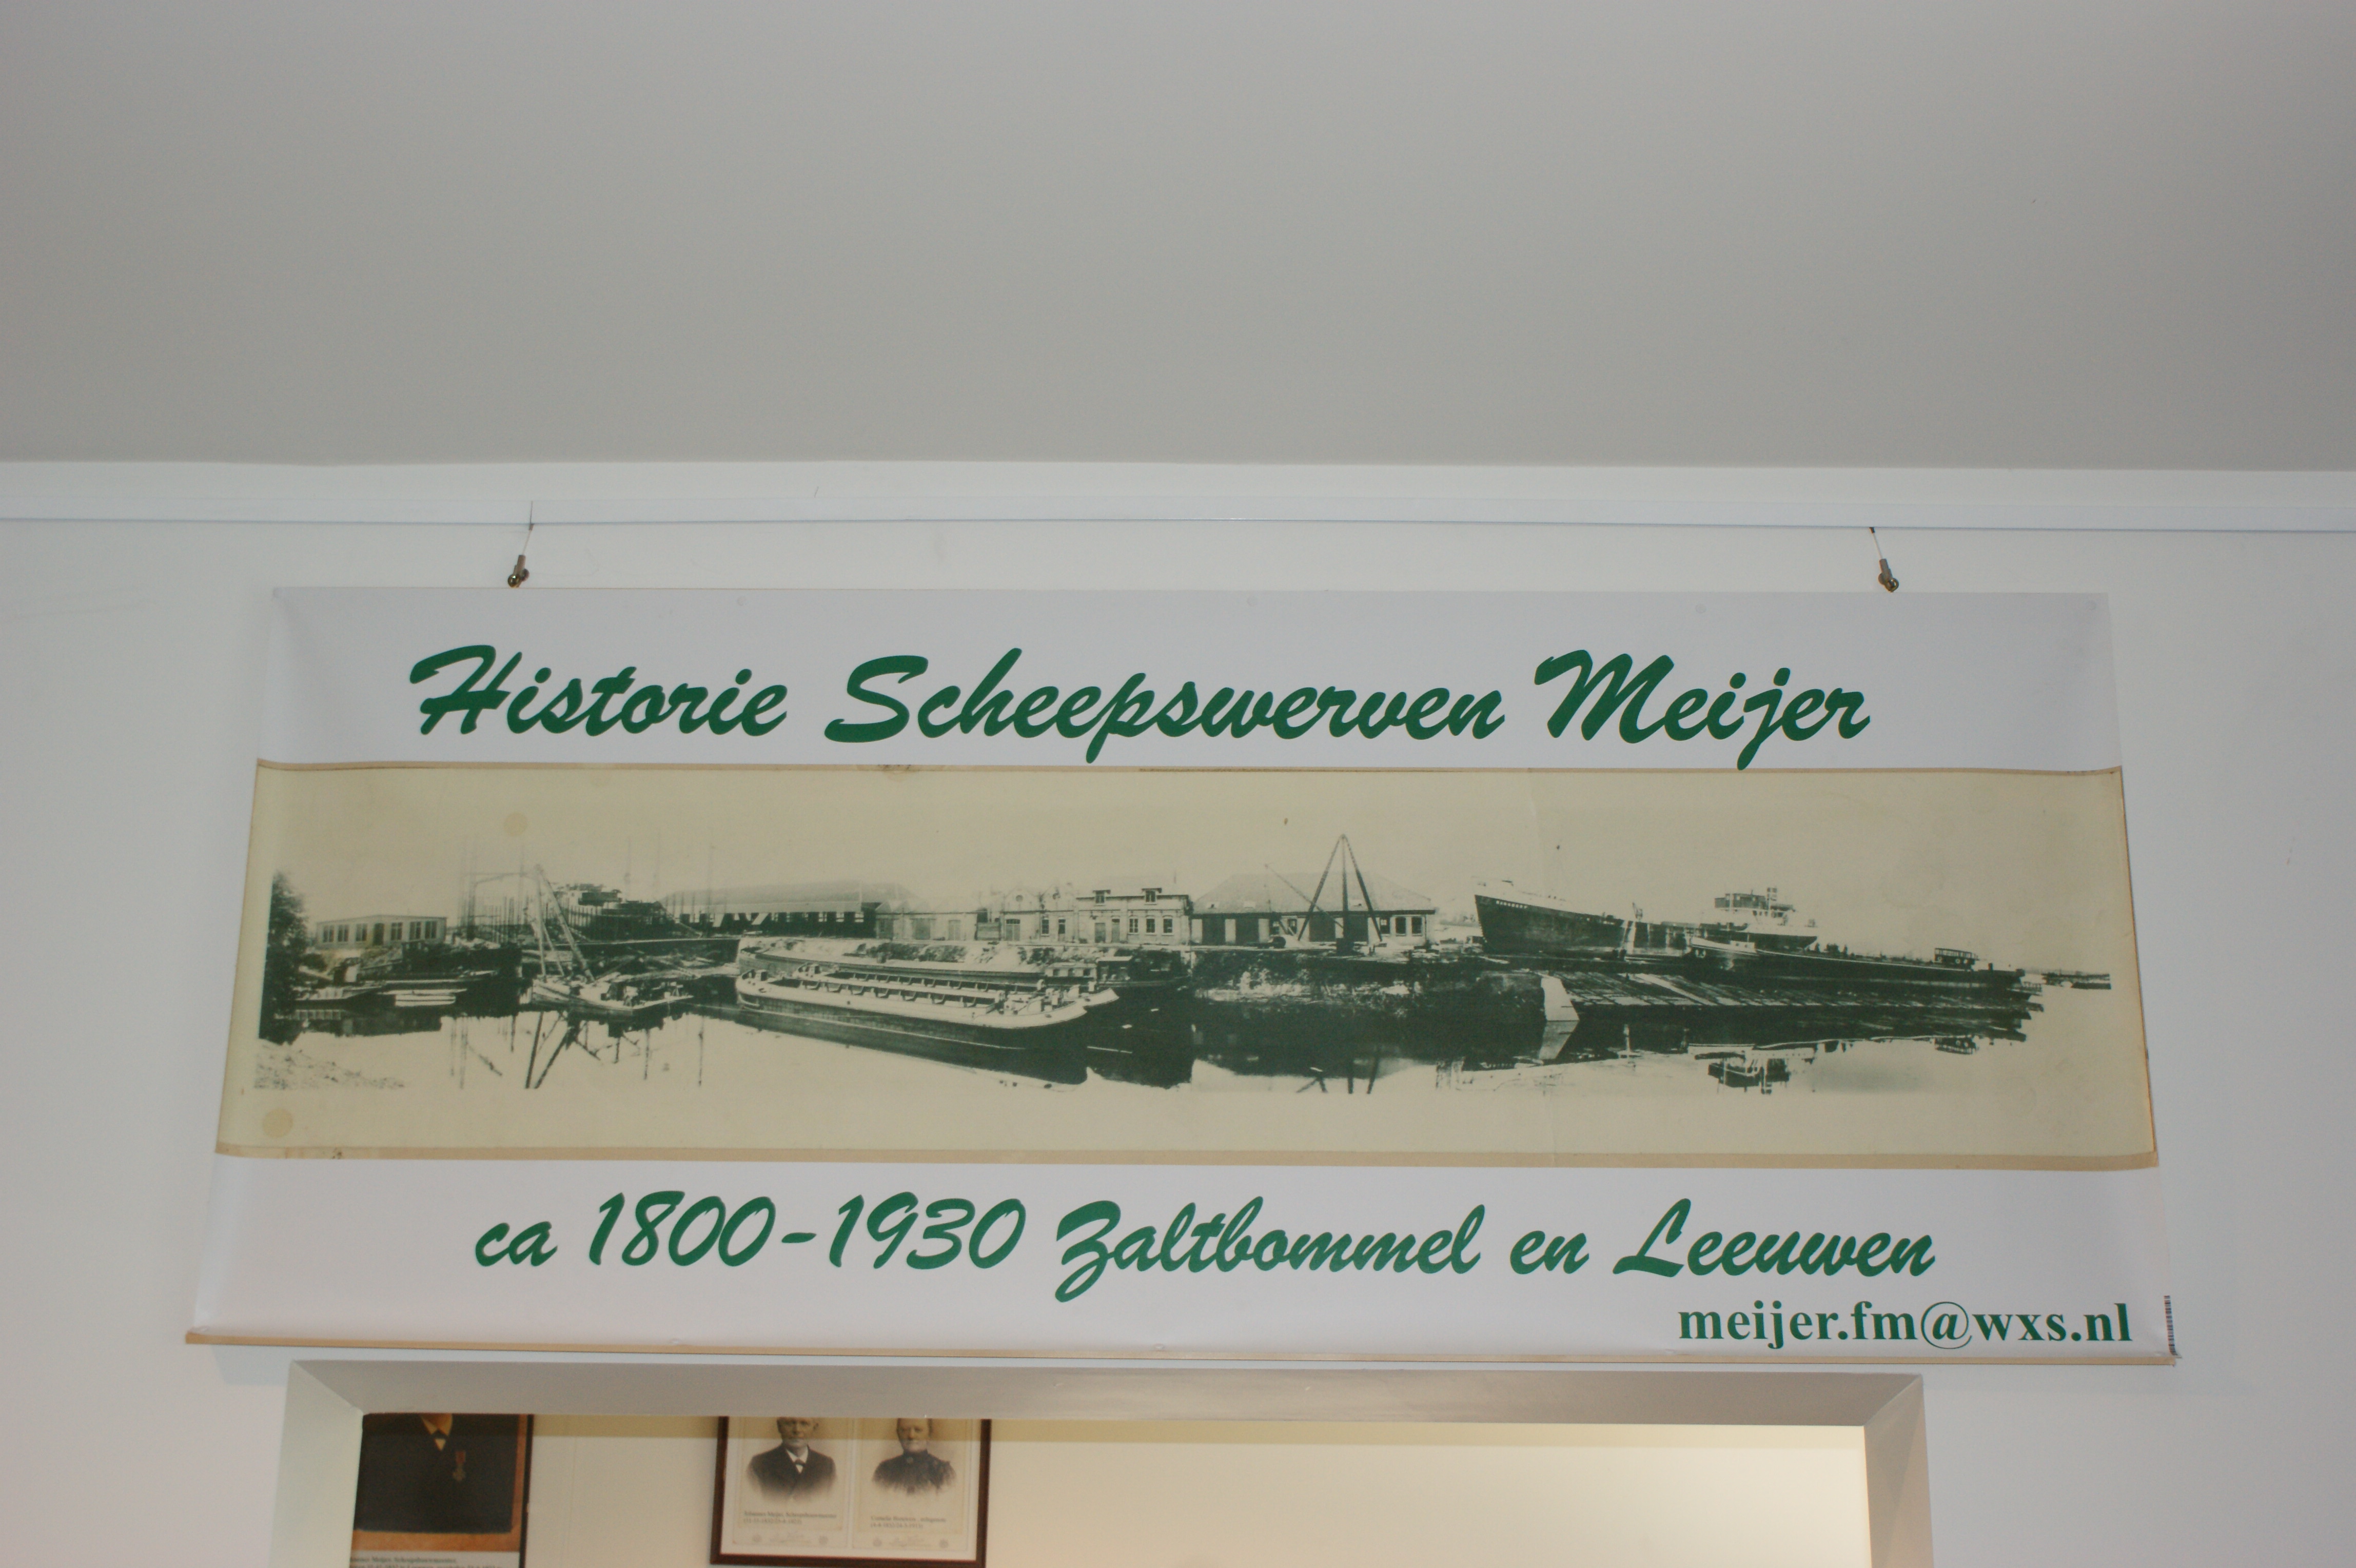 Historie Scheepswerven Meijer
ca 1800-1930 Zaltbommel en Leeuwen
meijer.fm@wxs.nl